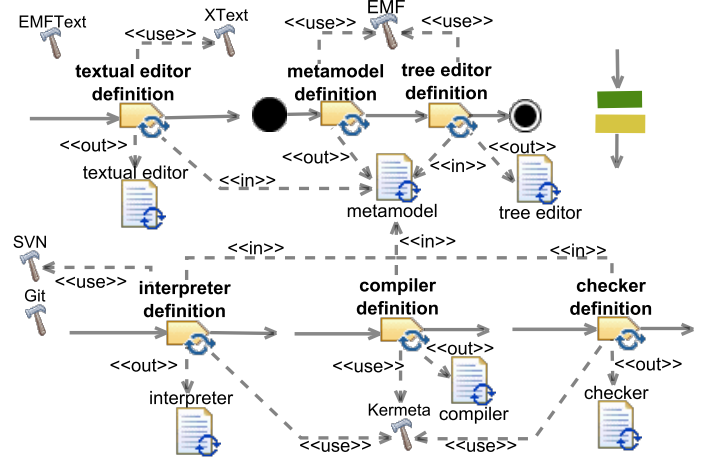 EMFText
XText
EMF
<<use>>
<<use>>
<<use>>
textual editor
definition
metamodel
definition
tree editor
definition
<<out>>
<<out>>
<<in>>
<<out>>
textual editor
<<in>>
metamodel
tree editor
SVN
<<in>>
<<in>>
<<in>>
<<use>>
Git
interpreter
definition
compiler
definition
checker
definition
<<out>>
<<use>>
<<out>>
<<out>>
interpreter
Kermeta
compiler
checker
<<use>>
<<use>>